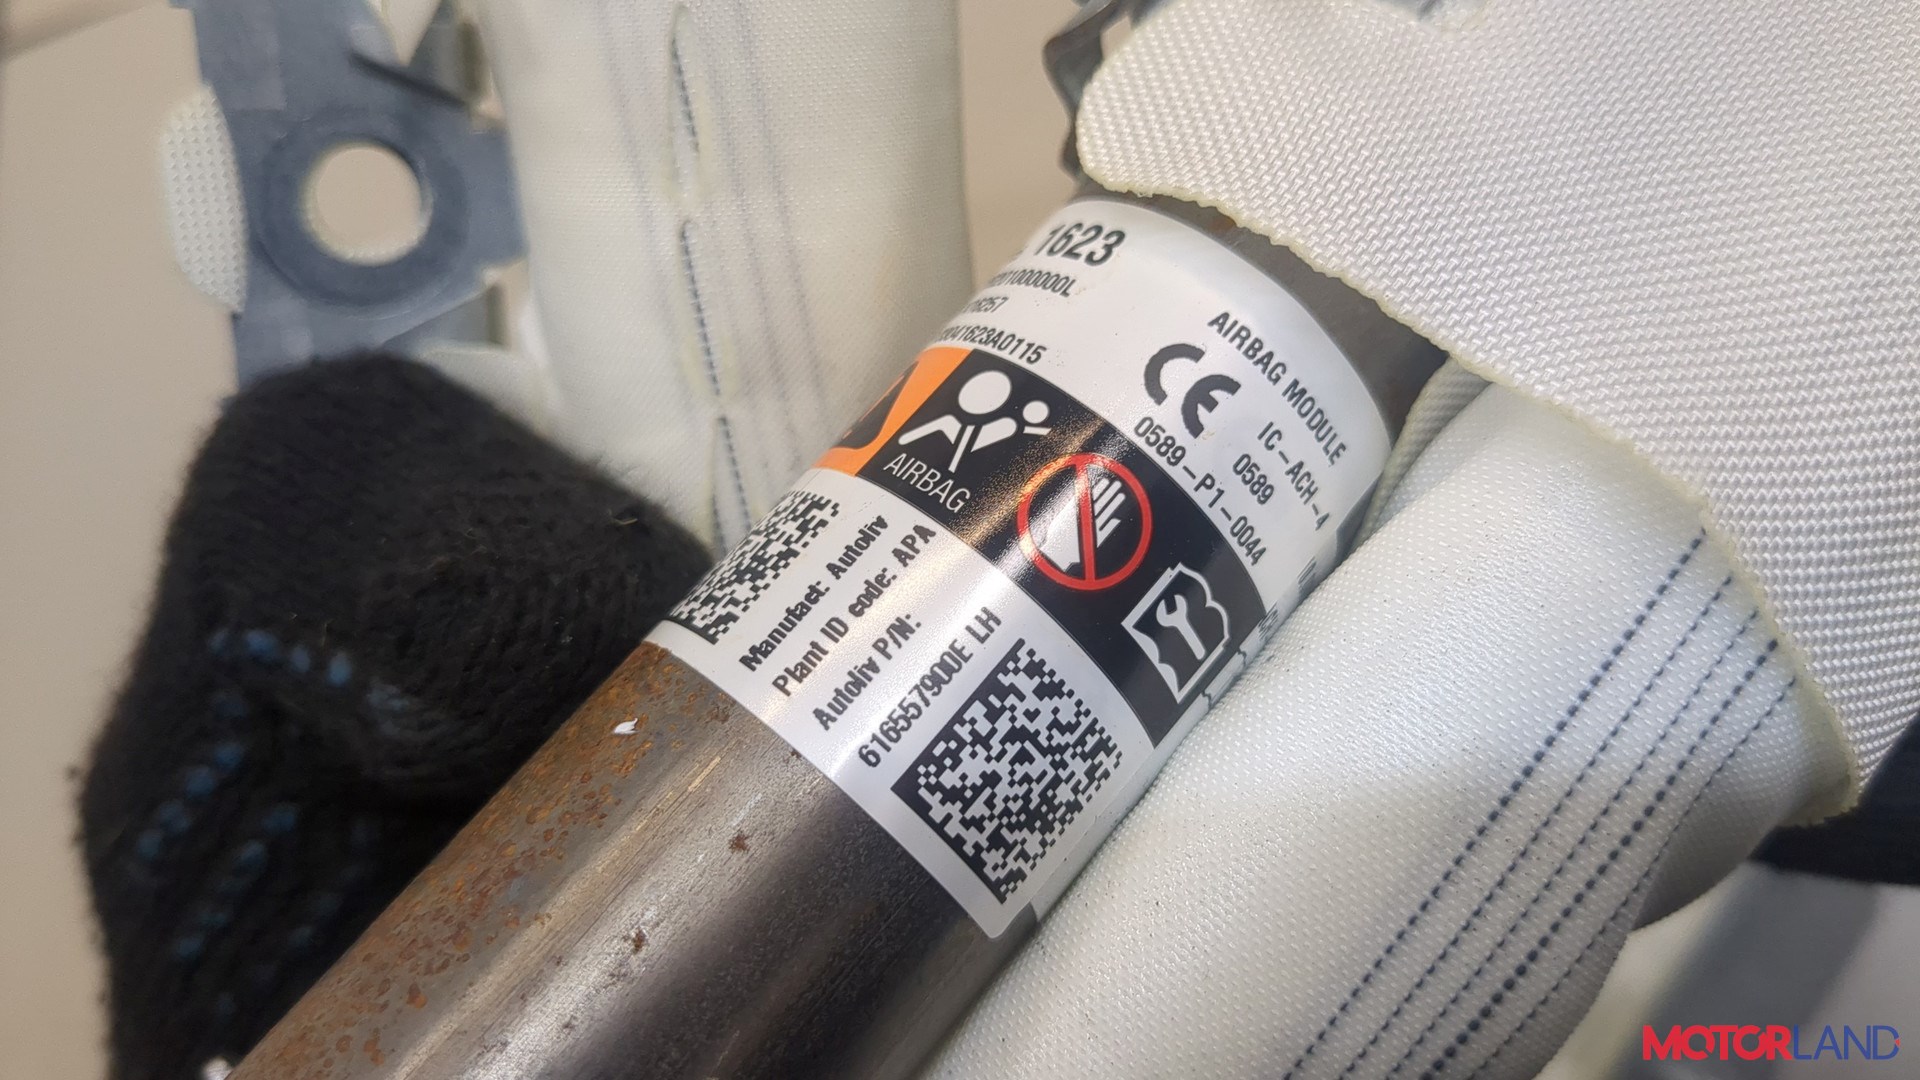 1623
AIRBAG MODULE
IC-ACH-4
CE
0589
0589-P1-0044
AIRBAG
Manufact: Autoliv
Plant ID code: APA
Autoliv P/N:
616557900E LH
MOTORLAND